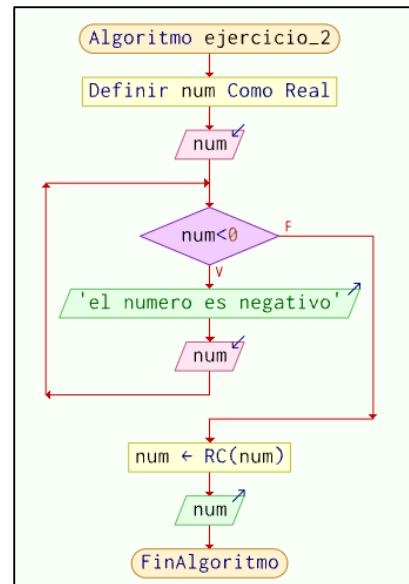 Algoritmo ejercicio_2
Definir num Como Real
num
num<0
F
V
'el numero es negativo'
num
num ← RC(num)
num
FinAlgoritmo